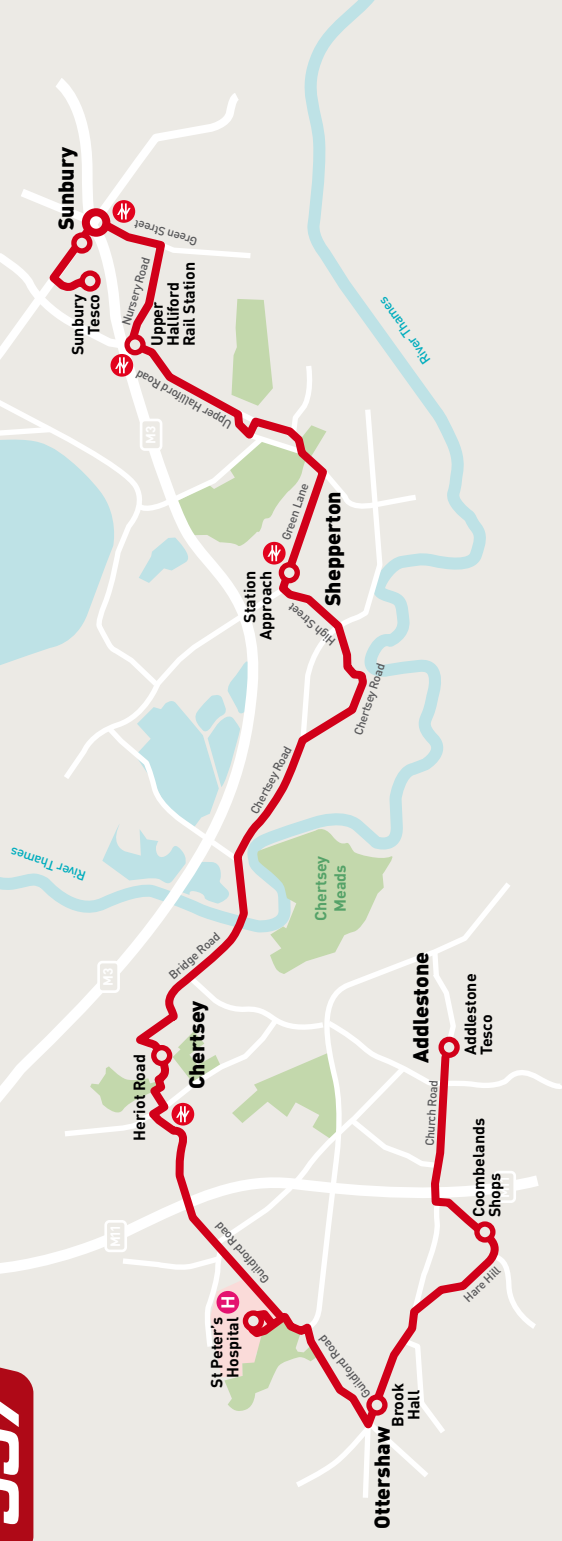 Sunbury
Sunbury
Tesco
Green Street
Nursery Road
Upper
Halliford
Rail Station
Upper Halliford Road
River Thames
M3
Green Lane
Shepperton
Station
Approach
High Street
Chertsey Road
Chertsey Road
River Thames
Chertsey
Meads
Bridge Road
M3
Chertsey
Heriot Road
Addlestone
Addlestone
Tesco
Church Road
Coombelands
Shops
M11
M11
Hare Hill
Guildford Road
H
St Peter's
Hospital
Guildford Road
Brook
Hall
Ottershaw